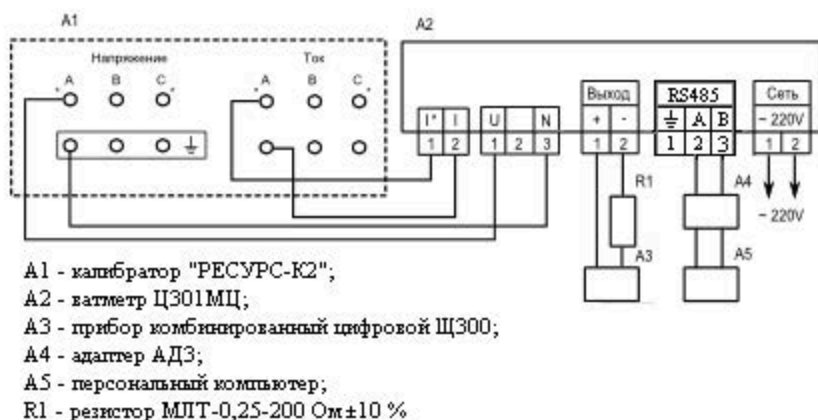 A1
A2
Напряжение
Ток
A B C
A B C
Выход
RS485
Сеть
I* I
U N
+ -
A B
~ 220V
1 2
1 2 3
1 2
1 2 3
1 2
R1
A4
~ 220V
A3
A5
A1 - калибратор "РЕСУРС-К2";
A2 - ватметр Ц301МЦ;
A3 - прибор комбинированный цифровой Щ300;
A4 - адаптер АД3;
A5 - персональный компьютер;
R1 - резистор МЛТ-0,25-200 Ом±10 %